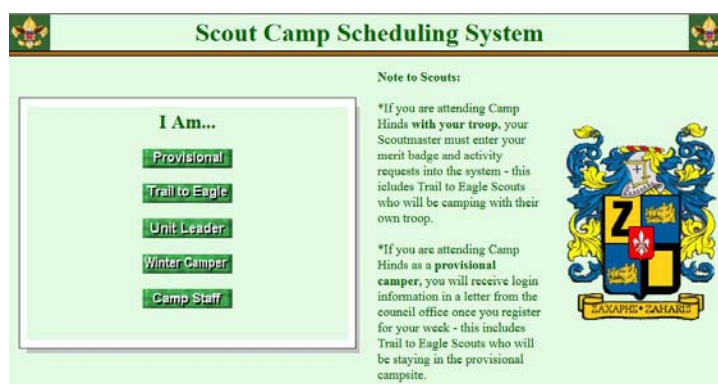 Scout Camp Scheduling System
I Am...
Provisional
Trail to Eagle
Unit Leader
Winter Camper
Camp Staff
Note to Scouts:
*If you are attending Camp
Hinds with your troop, your
Scoutmaster must enter your
merit badge and activity
requests into the system - this
icludes Trail to Eagle Scouts
who will be camping with their
own troop.
*If you are attending Camp
Hinds as a provisional
camper, you will receive login
information in a letter from the
council office once you register
for your week - this includes
Trail to Eagle Scouts who will
be staying in the provisional
campsite.
Z
ΖΑΧΑΡΗΣ • ZAHARIS